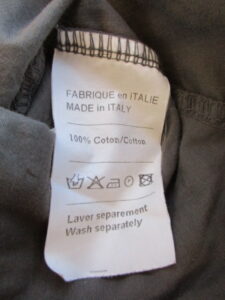 FABRIQUE en iTALIE
MADE in ITALY
100% Coton/Cotton
Laver separement
Wash separately